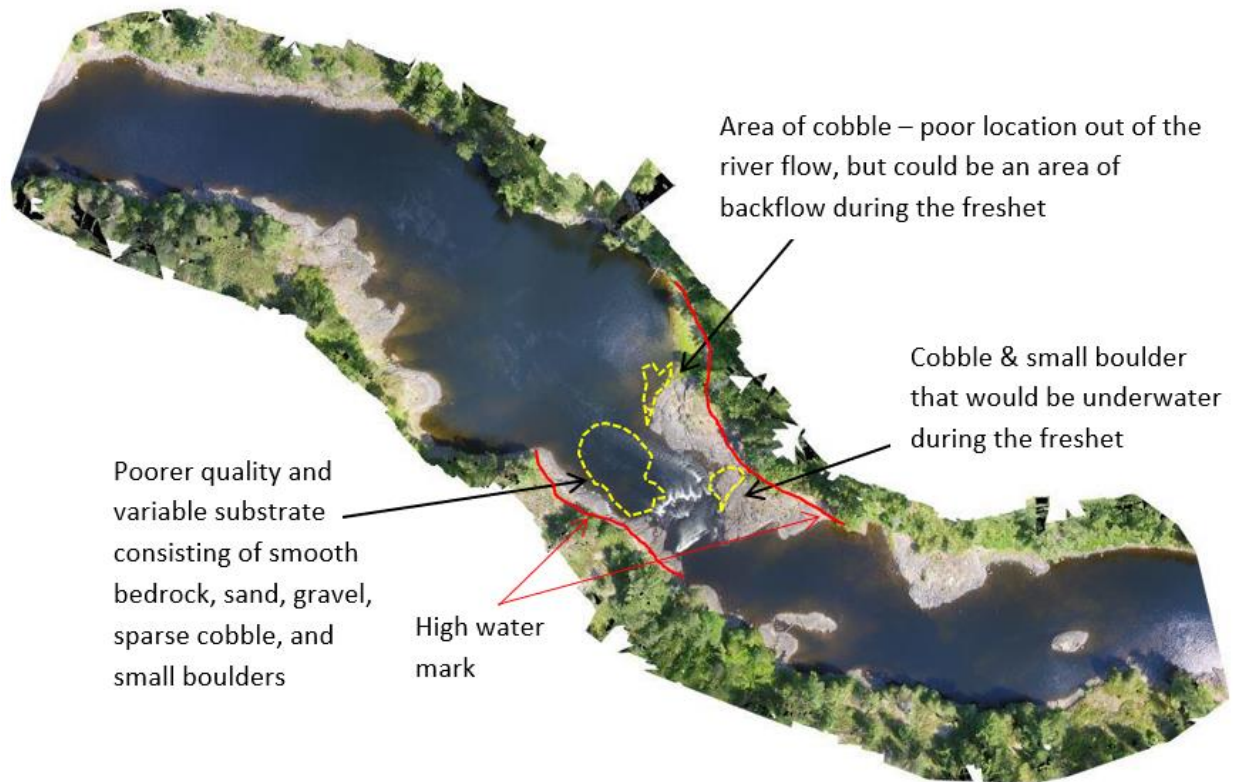 Area of cobble – poor location out of the
river flow, but could be an area of
backflow during the freshet
Cobble & small boulder
that would be underwater
during the freshet
Poorer quality and
variable substrate
consisting of smooth
bedrock, sand, gravel,
sparse cobble, and
small boulders
High water
mark